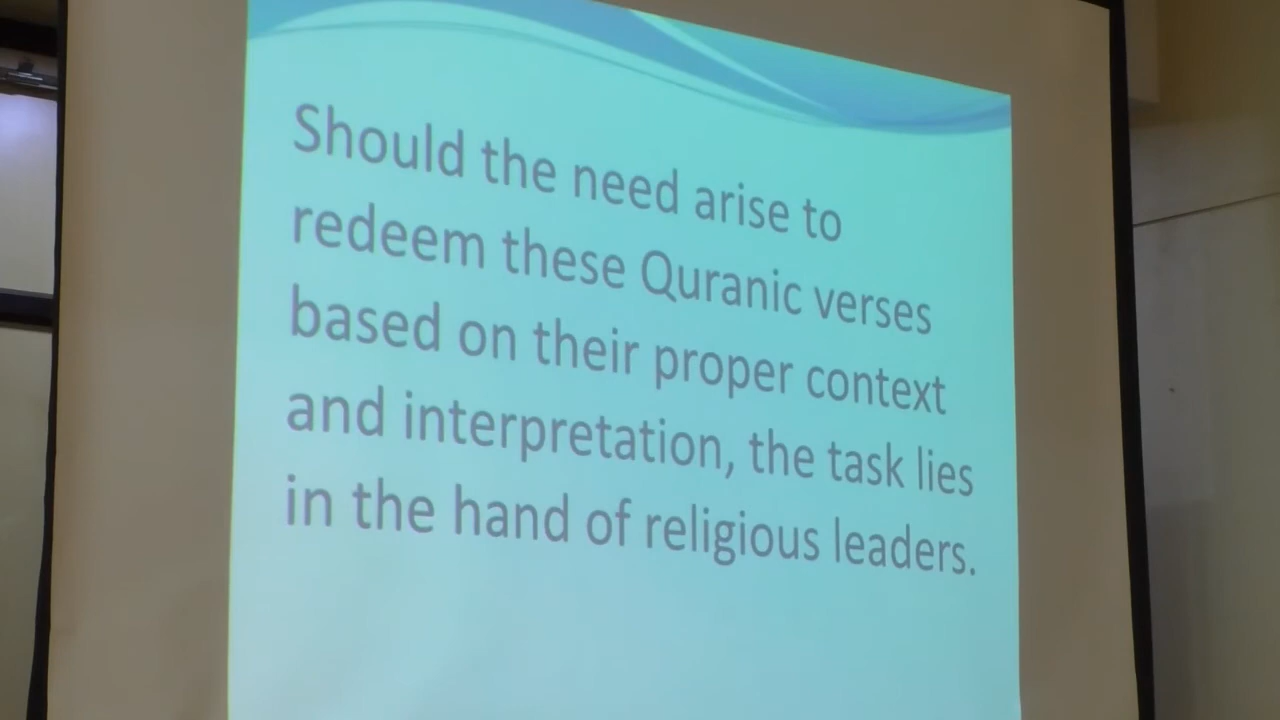 Should the need arise to
redeem these Quranic verses
based on their proper context
and interpretation, the task lies
in the hand of religious leaders.